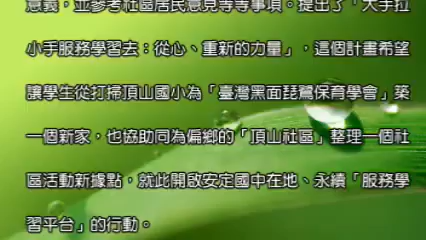 意義，並參考社區居民意見等等事項。提出了「大手拉
小手服務學習去：從心、重新的力量」，這個計畫希望
讓學生從打掃頂山國小為「臺灣黑面琵鷺保育學會」築
一個新家，也協助同為偏鄉的「頂山社區」整理一個社
區活動新據點，就此開啟安定國中在地、永續「服務學
習平台」的行動。